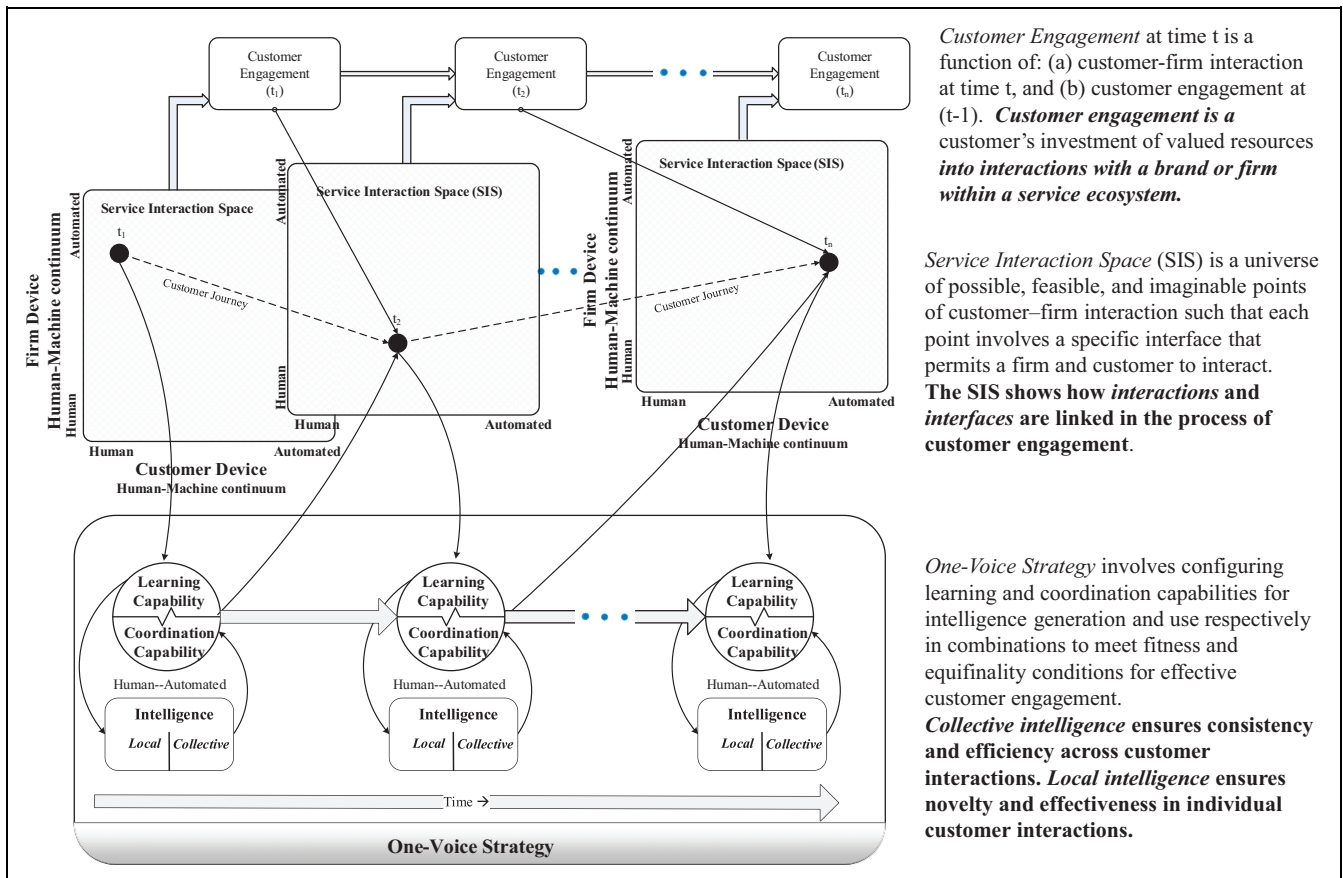 Customer
Engagement
(t1)
Customer
Engagement
(t2)
Customer
Engagement
(tn)
Service Interaction Space
Automated
Human
Firm Device
Human-Machine continuum
t1
Customer Journey
Human
Automated
Customer Device
Human-Machine continuum
Service Interaction Space (SIS)
Automated
Human
t2
Human
Automated
Service Interaction Space (SIS)
Automated
Human
Firm Device
Human-Machine continuum
tn
Customer Journey
Human
Automated
Customer Device
Human-Machine continuum
Learning
Capability
Coordination
Capability
Human--Automated
Intelligence
Local Collective
Learning
Capability
Coordination
Capability
Human--Automated
Intelligence
Local Collective
Learning
Capability
Coordination
Capability
Human--Automated
Intelligence
Local Collective
Time →
One-Voice Strategy
Customer Engagement at time t is a
function of: (a) customer-firm interaction
at time t, and (b) customer engagement at
(t-1). Customer engagement is a
customer's investment of valued resources
into interactions with a brand or firm
within a service ecosystem.
Service Interaction Space (SIS) is a universe
of possible, feasible, and imaginable points
of customer–firm interaction such that each
point involves a specific interface that
permits a firm and customer to interact.
The SIS shows how interactions and
interfaces are linked in the process of
customer engagement.
One-Voice Strategy involves configuring
learning and coordination capabilities for
intelligence generation and use respectively
in combinations to meet fitness and
equifinality conditions for effective
customer engagement.
Collective intelligence ensures consistency
and efficiency across customer
interactions. Local intelligence ensures
novelty and effectiveness in individual
customer interactions.